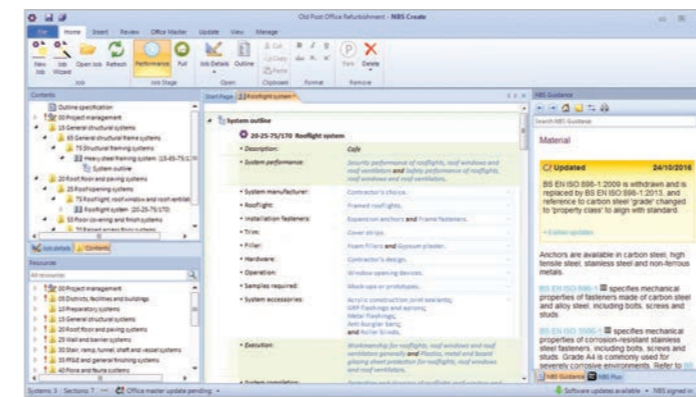 Old Post Office Refurbishment - NBS Create
File Home Insert Review Office Master Update View Manage
New Job
Job Wizard
Open Job
Refresh
Performance
Full
Job Details
Outline
Cut
Copy
Paste
Park
Delete
Job
Job Stage
Open
Clipboard
Format
Remove
Contents
Outline specification
00 Project management
15 General structural systems
65 General structural frame systems
75 Structural framing systems
Heavy steel framing system (15-65-75/1
System outline
20 Roof, floor and paving systems
25 Roof opening systems
75 Rooflight, roof window and roof ventilat
Rooflight system (20-25-75/170)
Job details Contents
Resources
All resources
00 Project management
05 Districts, facilities and buildings
10 Preparatory systems
15 General structural systems
20 Roof, floor and paving systems
25 Wall and barrier systems
30 Stair, ramp, tunnel, shaft and vessel systems
35 FF&E and general finishing systems
40 Flora and fauna systems
Start Page Rooflight system
System outline
20-25-75/170 Rooflight system
• Description: Cafe
• System performance: Security performance of rooflights, roof windows and
roof ventilators and Safety performance of rooflights,
roof windows and roof ventilators.
• System manufacturer: Contractor's choice.
• Rooflight: Framed rooflights.
• Installation fasteners: Expansion anchors and Frame fasteners.
• Trim: Cover strips.
• Filler: Foam fillers and Gypsum plaster.
• Hardware: Contractor's design.
• Operation: Window opening devices.
• Samples required: Mock-ups or prototypes.
• System accessories: Acrylic construction joint sealants;
GRP flashings and aprons;
Metal flashings;
Anti-burglar bars;
and Roller blinds.
• Execution: Workmanship for rooflights, roof windows and roof
ventilators generally and Plastics, metal and board
glazing sheet protection for rooflights, roof windows
and roof ventilators.
• System completion:
NBS Guidance
Search NBS Guidance
Material
Updated 24/10/2016
BS EN ISO 898-1:2009 is withdrawn and is
replaced by BS EN ISO 898-1:2013, and
reference to carbon steel 'grade' changed
to 'property class' to align with standard.
Earlier updates
Anchors are available in carbon steel, high
tensile steel, stainless steel and non-ferrous
metals.
BS EN ISO 898-1 specifies mechanical
properties of fasteners made of carbon steel
and alloy steel, including bolts, screws and
studs.
BS EN ISO 3506-1 specifies mechanical
properties of corrosion-resistant stainless
steel fasteners, including bolts, screws and
studs. Grade A4 is commonly used for
severely corrosive environments. Refer to BS
NBS Guidance NBS Plus
Systems: 3 Sections: 7 Office master update pending Software updates available NBS signed in